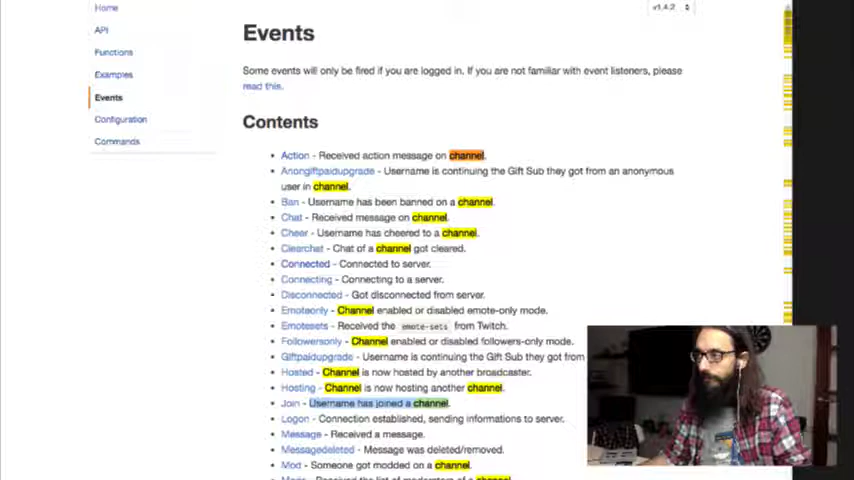 Home
v1.4.2
API
Events
Functions
Some events will only be fired if you are logged in. If you are not familiar with event listeners, please
Examples
read this.
Events
Configuration
Contents
Commands
Action - Received action message on channel.
Anongiftpaidupgrade - Username is continuing the Gift Sub they got from an anonymous
user in channel.
Ban - Username has been banned on a channel.
Chat - Received message on channel.
Cheer - Username has cheered to a channel.
Clearchat - Chat of a channel got cleared.
Connected - Connected to server.
Connecting - Connecting to a server.
Disconnected - Got disconnected from server.
Emoteonly - Channel enabled or disabled emote-only mode.
Emotesets - Received the emote-sets from Twitch.
Followersonly - Channel enabled or disabled followers-only mode.
Giftpaidupgrade - Username is continuing the Gift Sub they got from
Hosted - Channel is now hosted by another broadcaster.
Hosting - Channel is now hosting another channel.
Join - Username has joined a channel.
Logon - Connection established, sending informations to server.
Message - Received a message.
Messagedeleted - Message was deleted/removed.
Mod - Someone got modded on a channel.
Mods - Received the list of moderators of a channel.